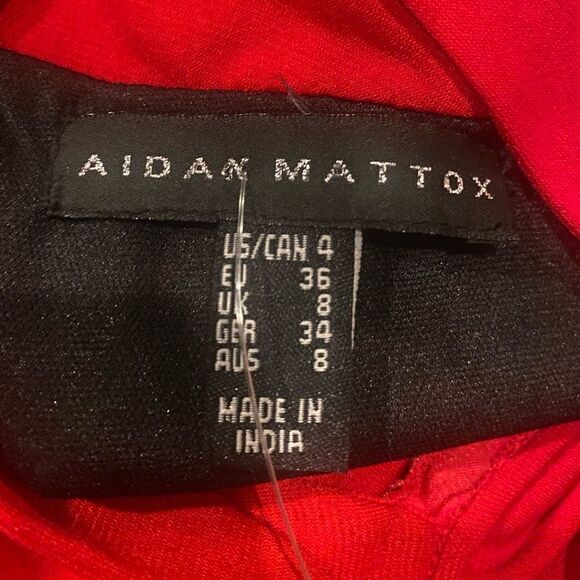 AIDAN MATTOX
US/CAN 4
EU 36
UK 8
GER 34
AUS 8
MADE IN
INDIA